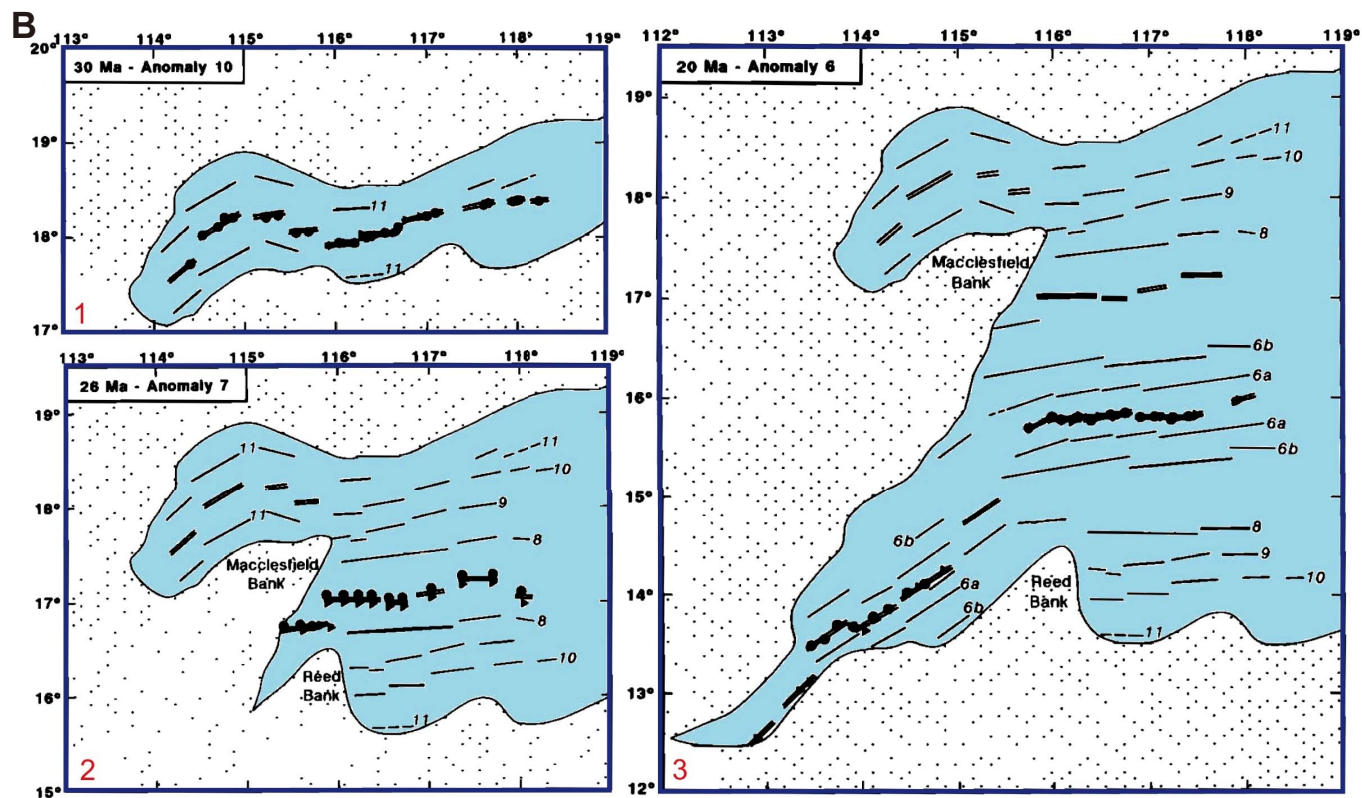 B
113° 114° 115° 116° 117° 118° 119°
20°
30 Ma - Anomaly 10
19°
11
18°
11
1
17°
113° 114° 115° 116° 117° 118° 119°
26 Ma - Anomaly 7
19°
11
11
10
18°
11
9
8
Macclesfield
Bank
17°
8
Reed
Bank
10
16°
11
2
15°
112° 113° 114° 115° 116° 117° 118° 119°
20 Ma - Anomaly 6
19°
11
10
18°
9
8
Macclesfield
Bank
17°
6b
6a
16°
6a
6b
15°
6b
8
9
6a
Reed
Bank
10
14°
6b
11
13°
3
12°